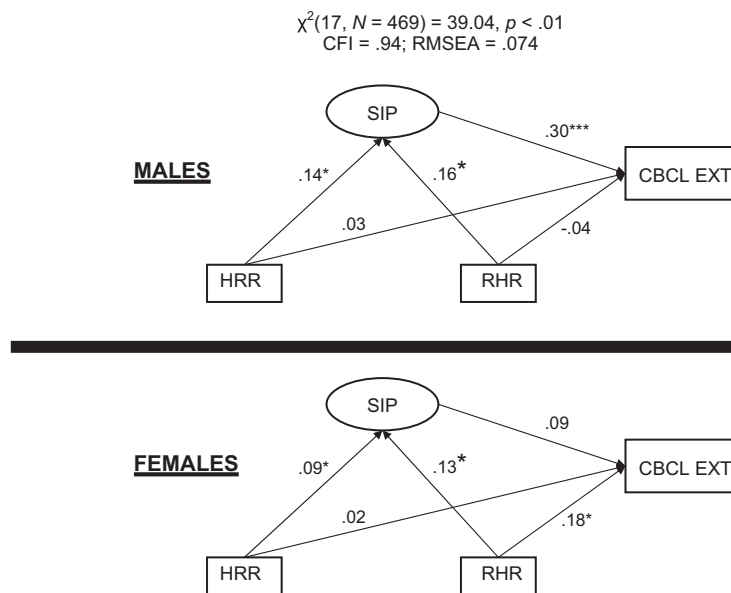 χ²(17, N = 469) = 39.04, p < .01
CFI = .94; RMSEA = .074
SIP
.30***
MALES
.14*
.16*
CBCL EXT
.03
-.04
HRR
RHR
SIP
.09
FEMALES
.09*
.13*
CBCL EXT
.02
.18*
HRR
RHR